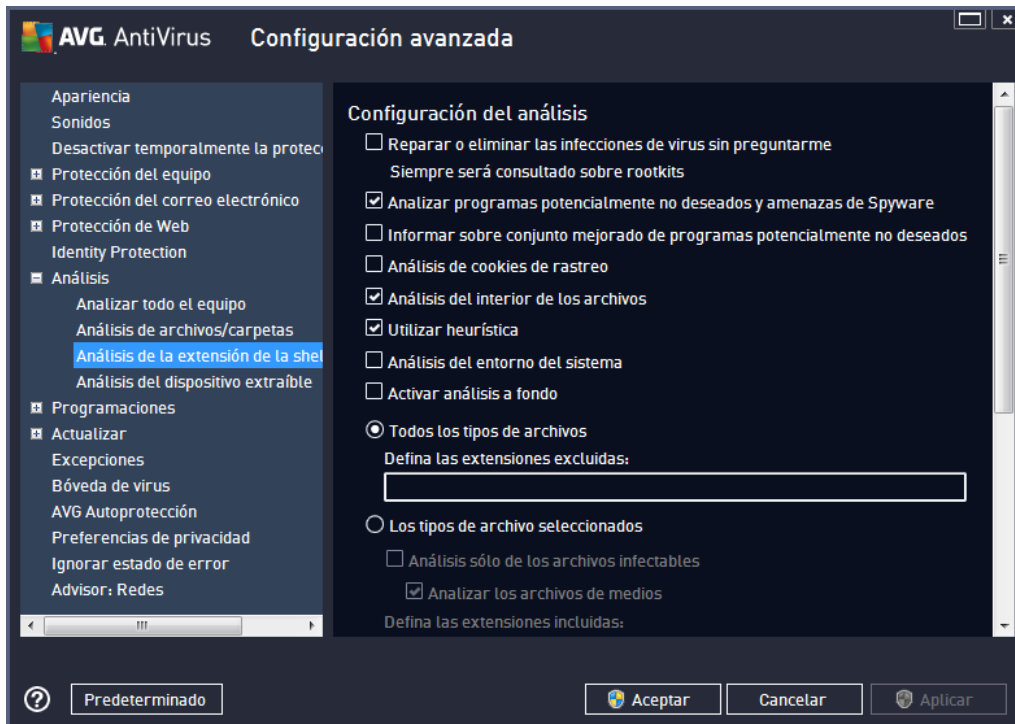 AVG. AntiVirus Configuración avanzada
Apariencia
Sonidos
Desactivar temporalmente la protec
Protección del equipo
Protección del correo electrónico
Protección de Web
Identity Protection
Análisis
Analizar todo el equipo
Análisis de archivos/carpetas
Análisis de la extensión de la shel
Análisis del dispositivo extraíble
Programaciones
Actualizar
Excepciones
Bóveda de virus
AVG Autoprotección
Preferencias de privacidad
Ignorar estado de error
Advisor: Redes
Configuración del análisis
Reparar o eliminar las infecciones de virus sin preguntarme
Siempre será consultado sobre rootkits
Analizar programas potencialmente no deseados y amenazas de Spyware
Informar sobre conjunto mejorado de programas potencialmente no deseados
Análisis de cookies de rastreo
Análisis del interior de los archivos
Utilizar heurística
Análisis del entorno del sistema
Activar análisis a fondo
Todos los tipos de archivos
Defina las extensiones excluidas:
Los tipos de archivo seleccionados
Análisis sólo de los archivos infectables
Analizar los archivos de medios
Defina las extensiones incluidas:
? Predeterminado Aceptar Cancelar Aplicar